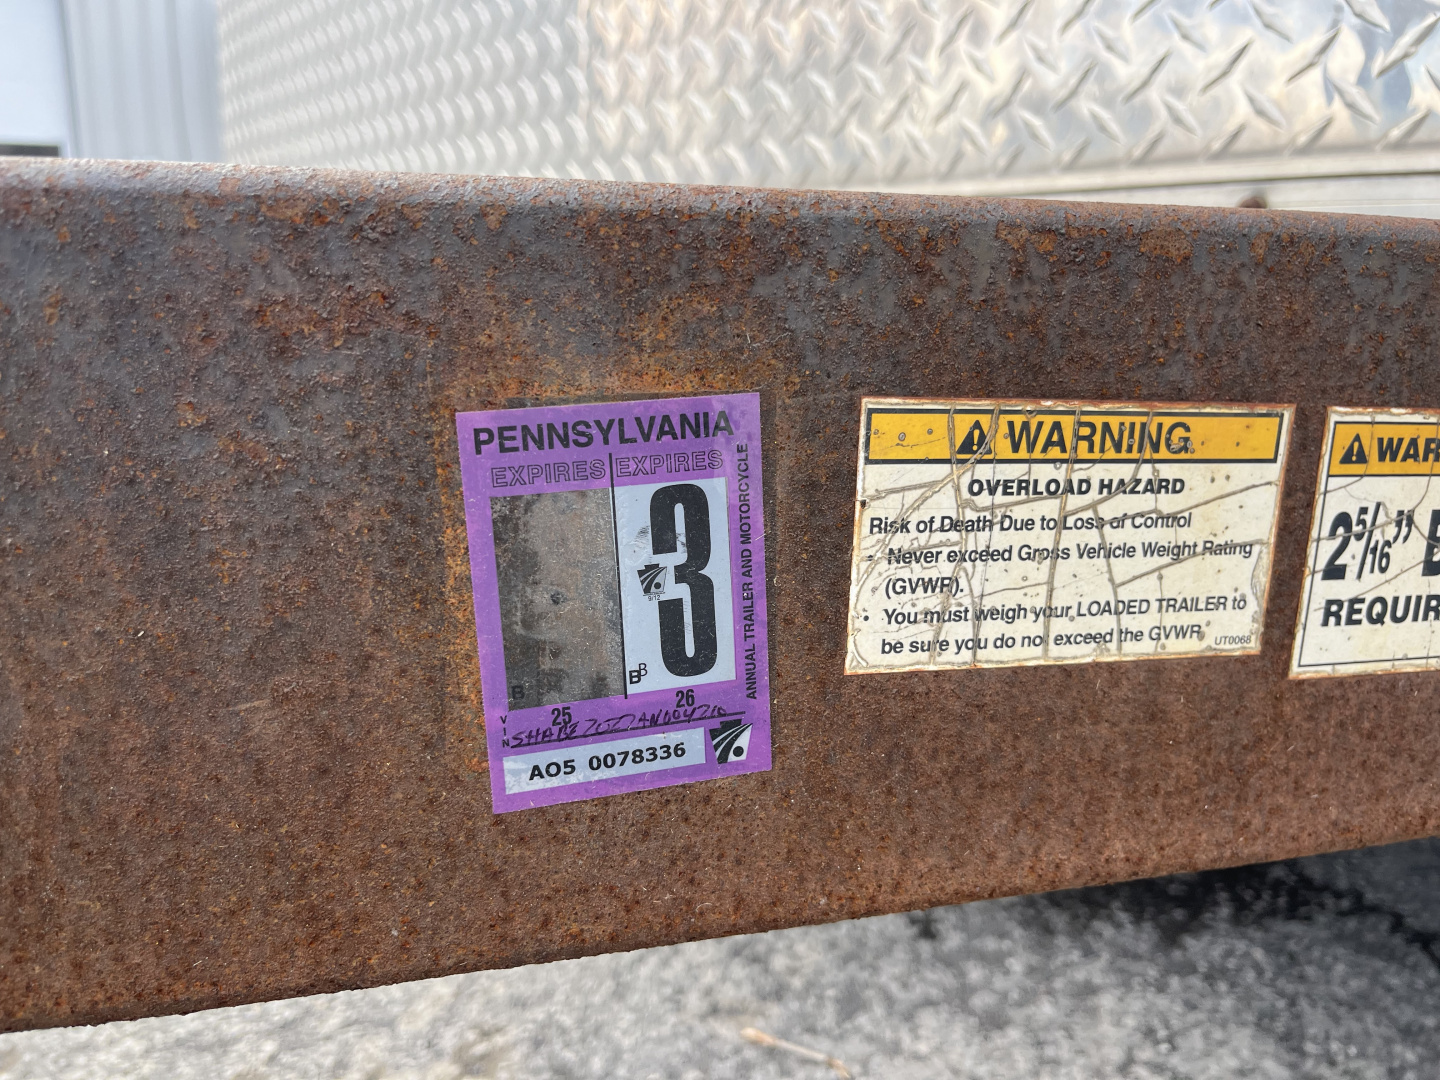 PENNSYLVANIA
EXPIRES EXPIRES
3
9/12
B
B B
25 26
VIN
AO5 0078336
ANNUAL TRAILER AND MOTORCYCLE
WARNING
OVERLOAD HAZARD
Risk of Death Due to Loss of Control
• Never exceed Gross Vehicle Weight Rating
(GVWR).
• You must weigh your LOADED TRAILER to
be sure you do not exceed the GVWR.
UT0068
WAR
2 5/16" B
REQUIR